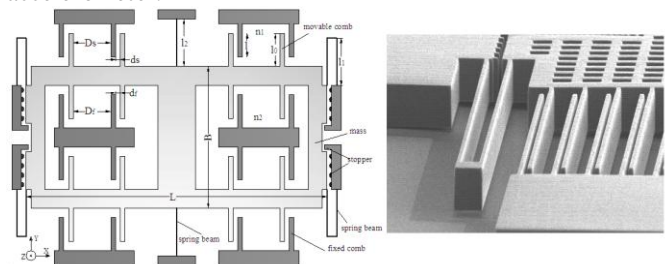 l2
Ds
n1
movable comb
t
l0
ds
l1
Df
df
n2
B
mass
stopper
L
spring beam
spring beam
fixed comb
Y
Z
X